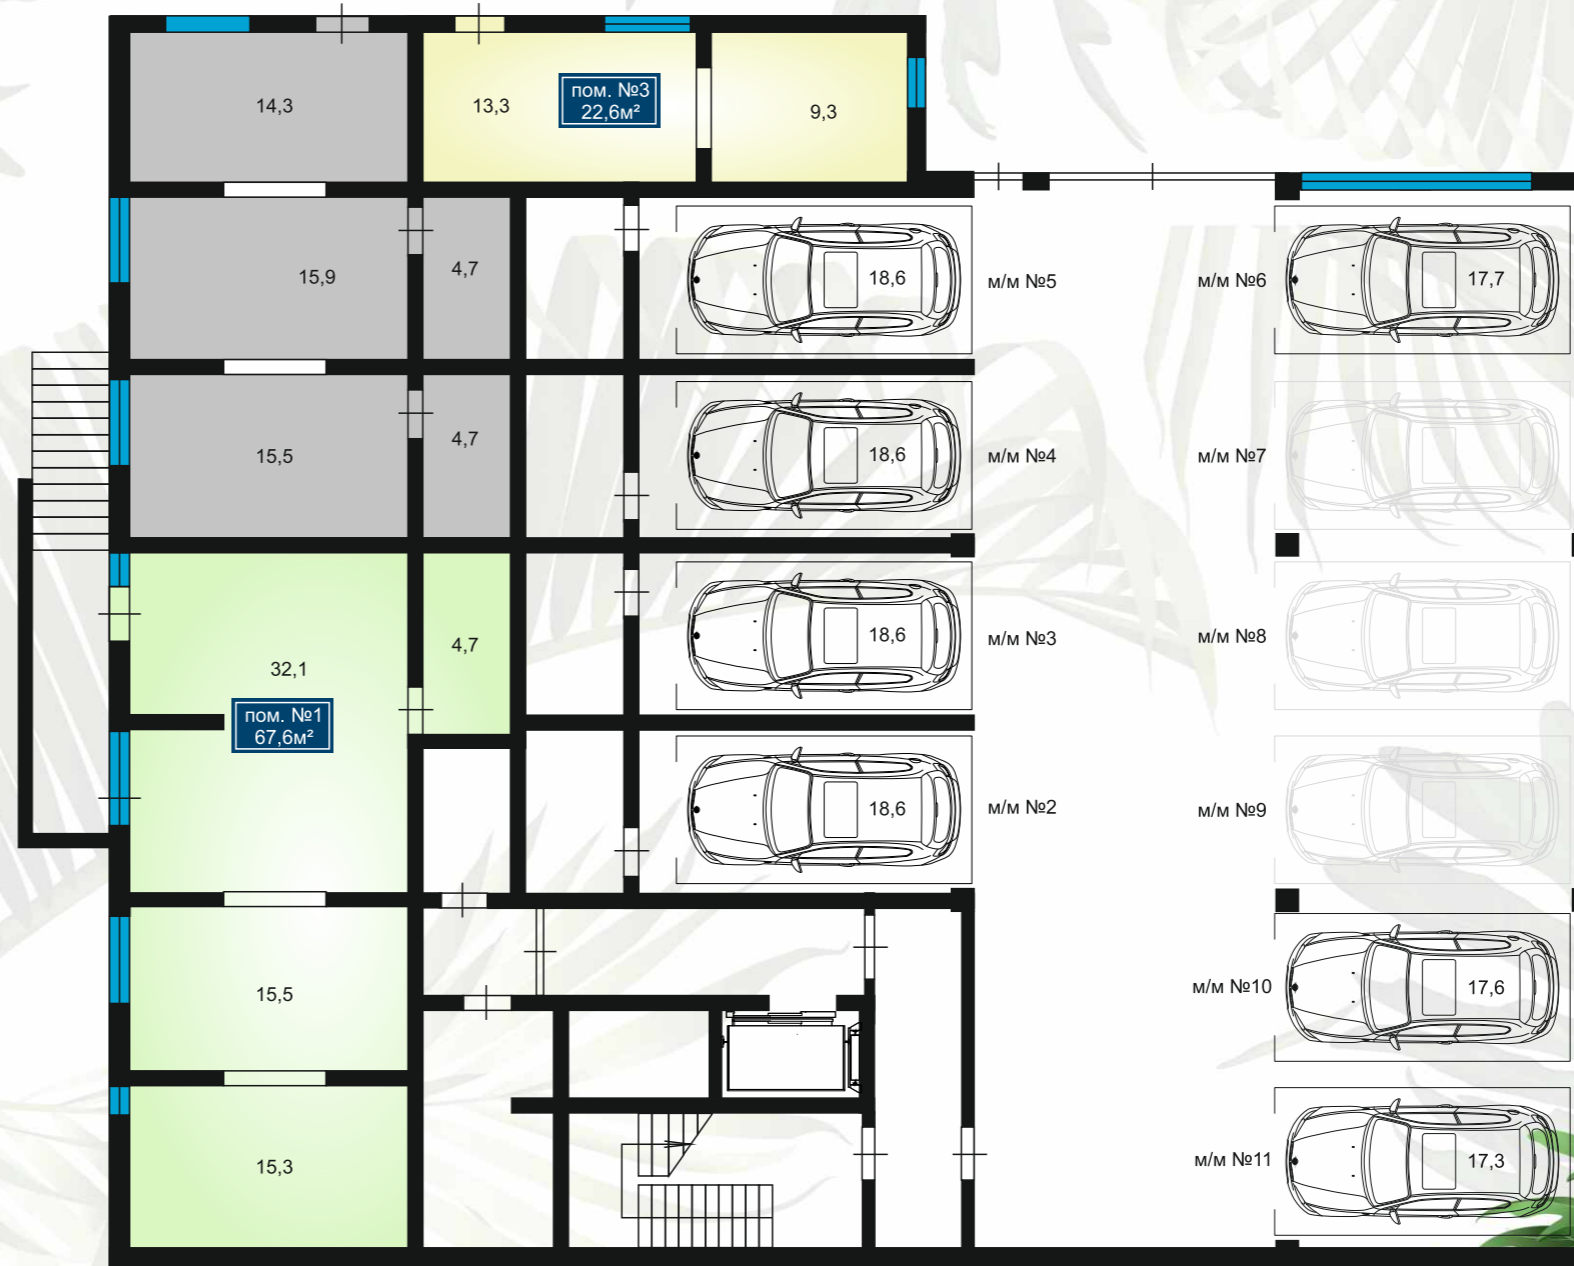 14,3
13,3
пом. №3
22,6м²
9,3
15,9
4,7
18,6
м/м №5
м/м №6
17,7
15,5
4,7
18,6
м/м №4
м/м №7
32,1
4,7
18,6
м/м №3
м/м №8
пом. №1
67,6м²
18,6
м/м №2
м/м №9
15,5
м/м №10
17,6
15,3
м/м №11
17,3